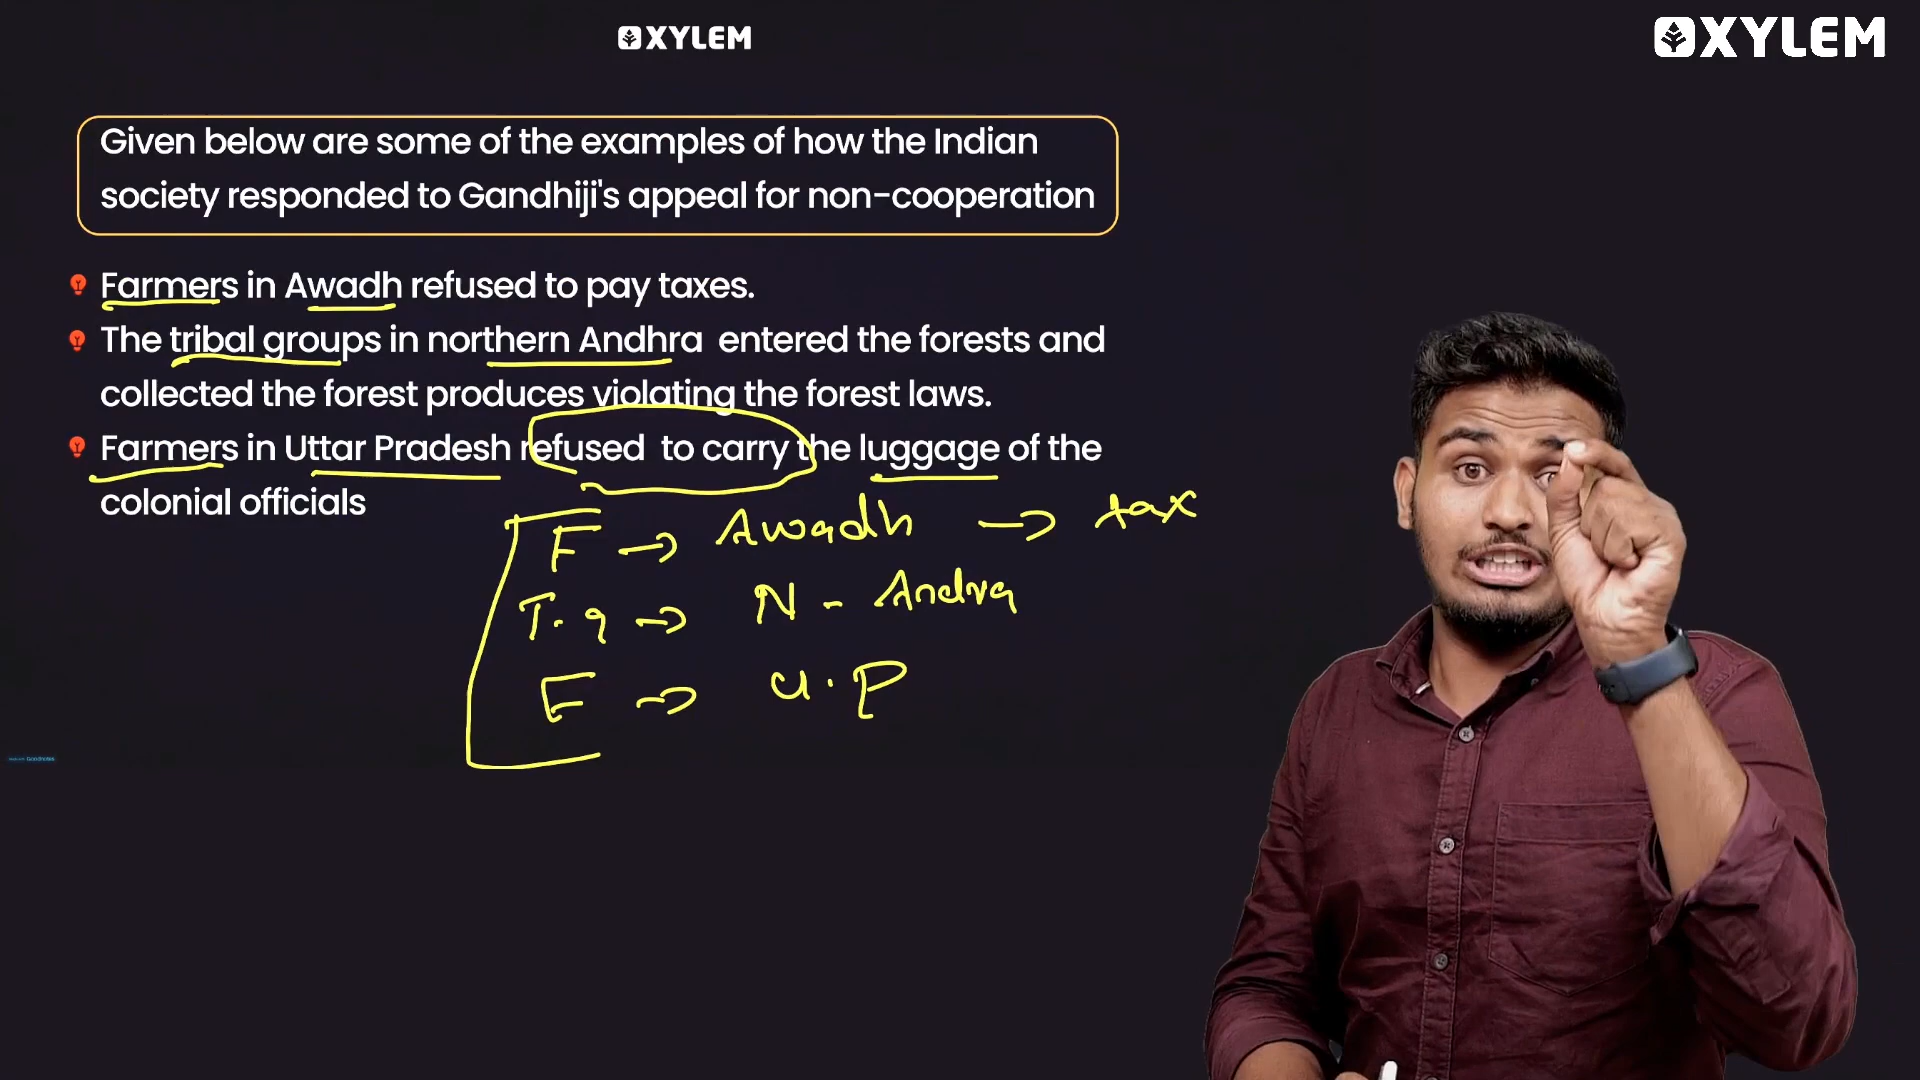 XYLEM
XYLEM
Given below are some of the examples of how the Indian
society responded to Gandhiji's appeal for non-cooperation
Farmers in Awadh refused to pay taxes.
The tribal groups in northern Andhra entered the forests and
collected the forest produces violating the forest laws.
Farmers in Uttar Pradesh refused to carry the luggage of the
colonial officials
F → Awadh → tax
T.g → N - Andra
F → U.P